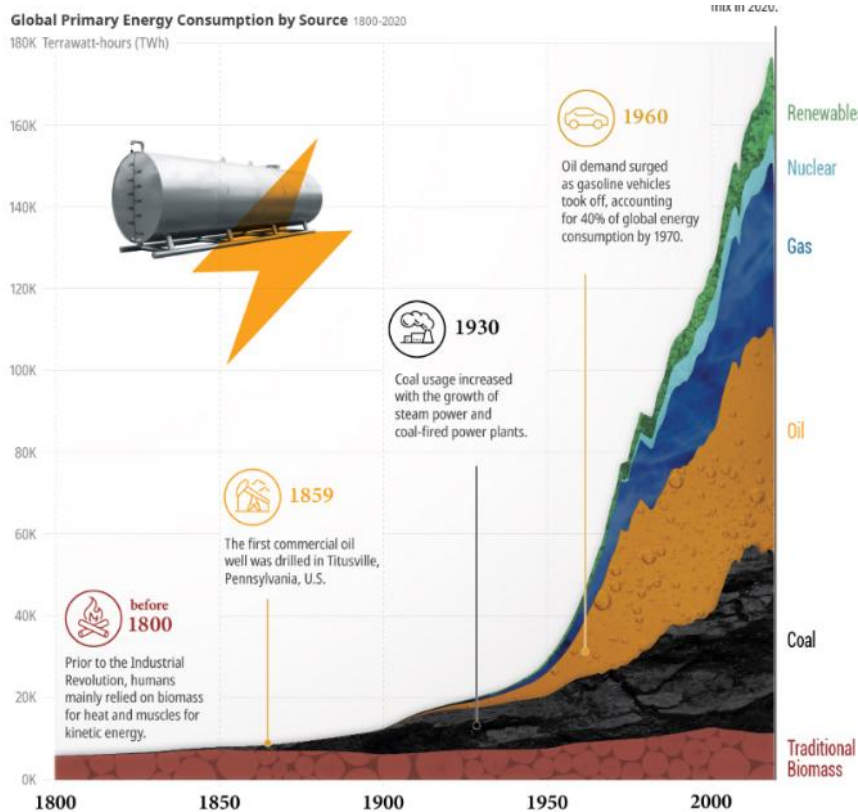 mix in 2020.
Global Primary Energy Consumption by Source 1800-2020
180K Terrawatt-hours (TWh)
160K
140K
120K
100K
80K
60K
40K
20K
0K
1960
Oil demand surged
as gasoline vehicles
took off, accounting
for 40% of global energy
consumption by 1970.
1930
Coal usage increased
with the growth of
steam power and
coal-fired power plants.
1859
The first commercial oil
well was drilled in Titusville,
Pennsylvania, U.S.
before
1800
Prior to the Industrial
Revolution, humans
mainly relied on biomass
for heat and muscles for
kinetic energy.
Renewables
Nuclear
Gas
Oil
Coal
Traditional
Biomass
1800
1850
1900
1950
2000